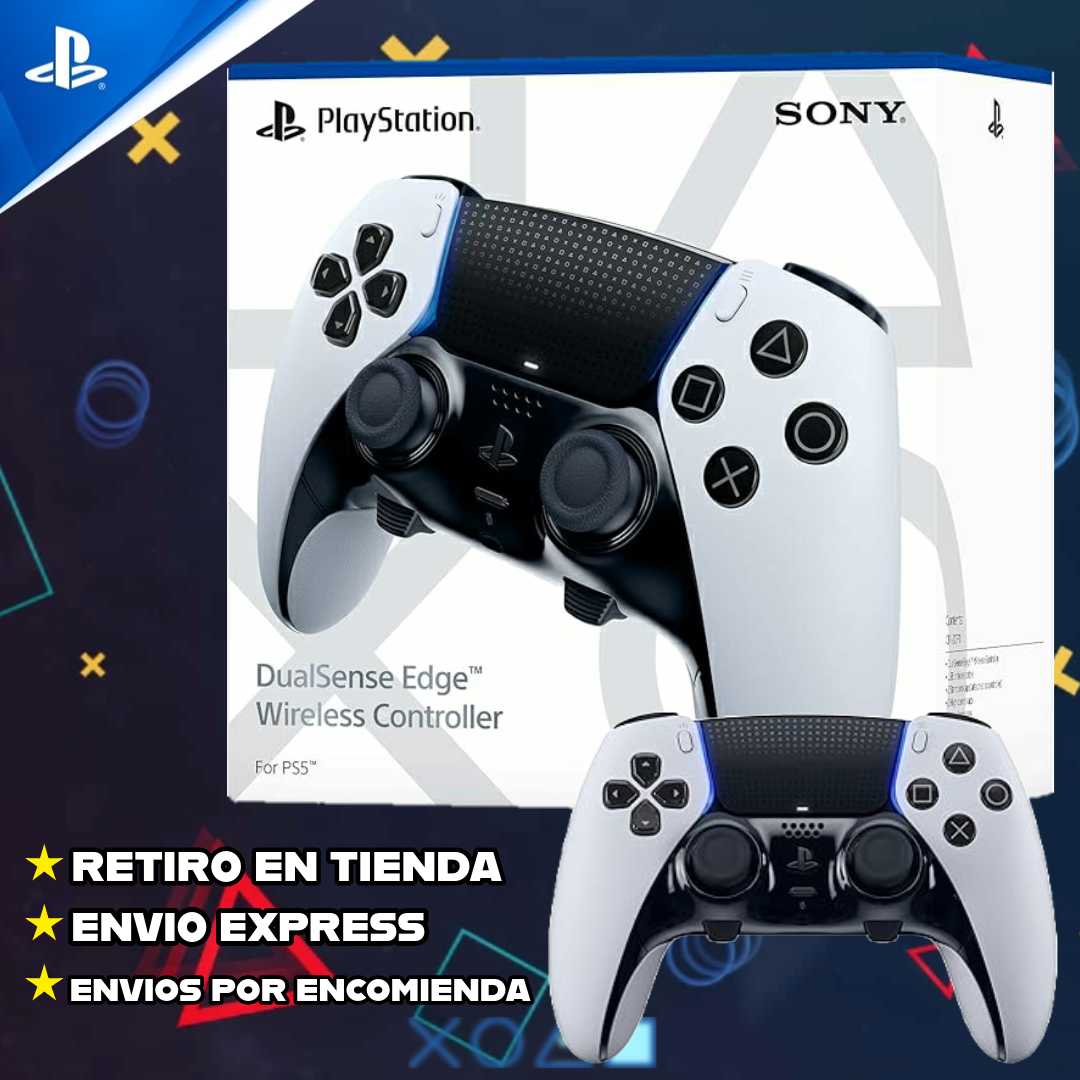 PlayStation®
SONY®
DualSense Edge™
Wireless Controller
For PS5™
★ RETIRO EN TIENDA
★ ENVIO EXPRESS
★ ENVIOS POR ENCOMIENDA